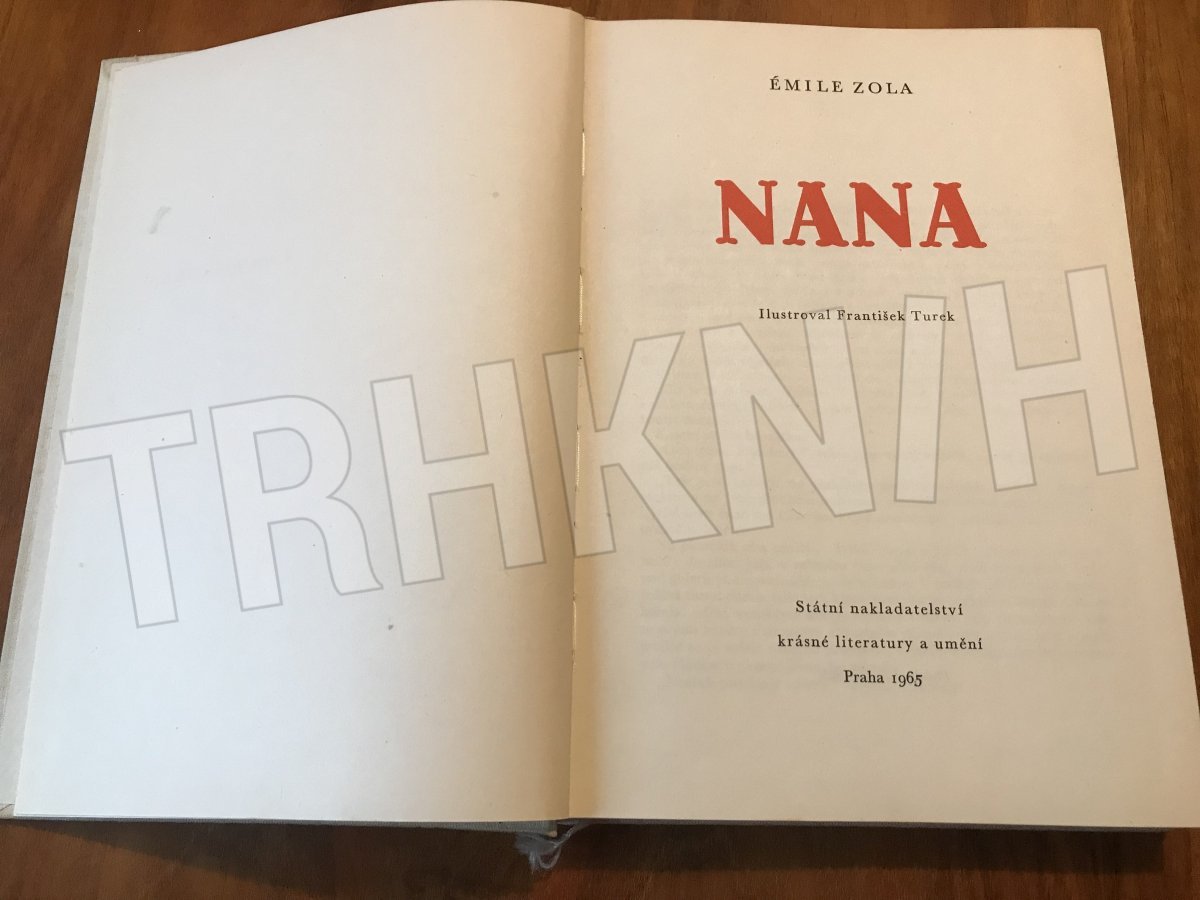 ÉMILE ZOLA
NANA
Ilustroval František Turek
TRHKNIH
Státní nakladatelství
krásné literatury a umění
Praha 1965